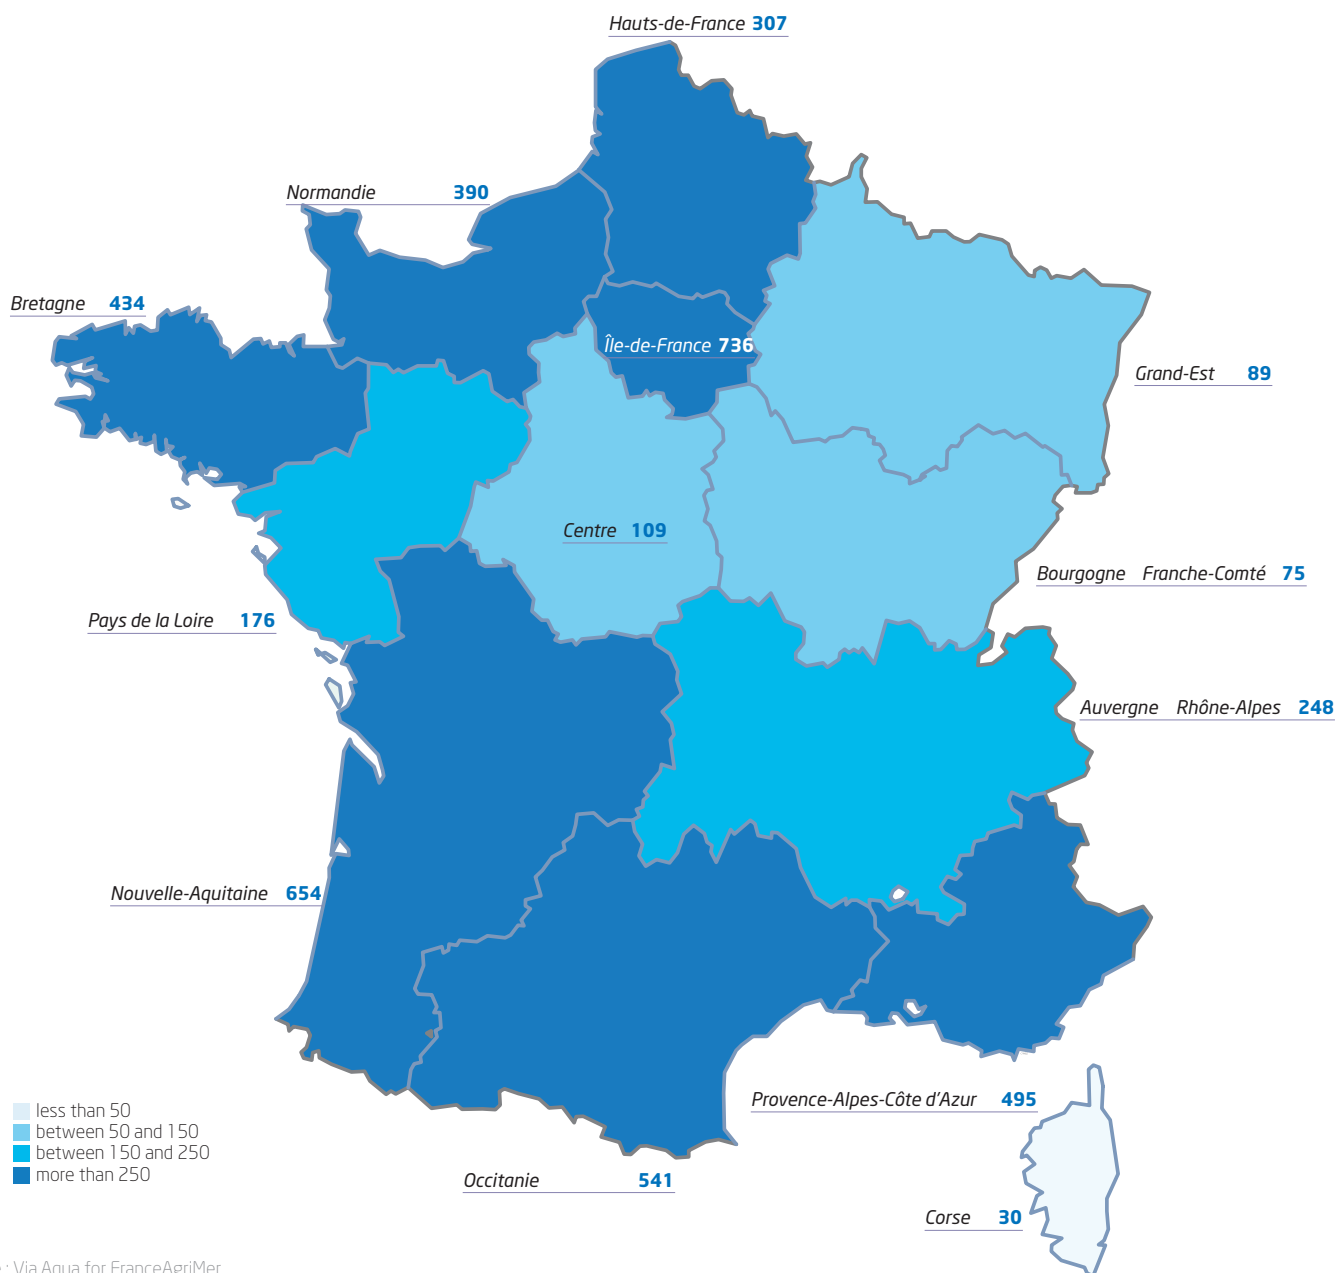 Hauts-de-France 307
Normandie 390
Bretagne 434
Île-de-France 736
Grand-Est 89
Centre 109
Bourgogne Franche-Comté 75
Pays de la Loire 176
Auvergne Rhône-Alpes 248
Nouvelle-Aquitaine 654
Provence-Alpes-Côte d'Azur 495
less than 50
between 50 and 150
between 150 and 250
more than 250
Occitanie 541
Corse 30
: Via Aqua for FranceAgriMer